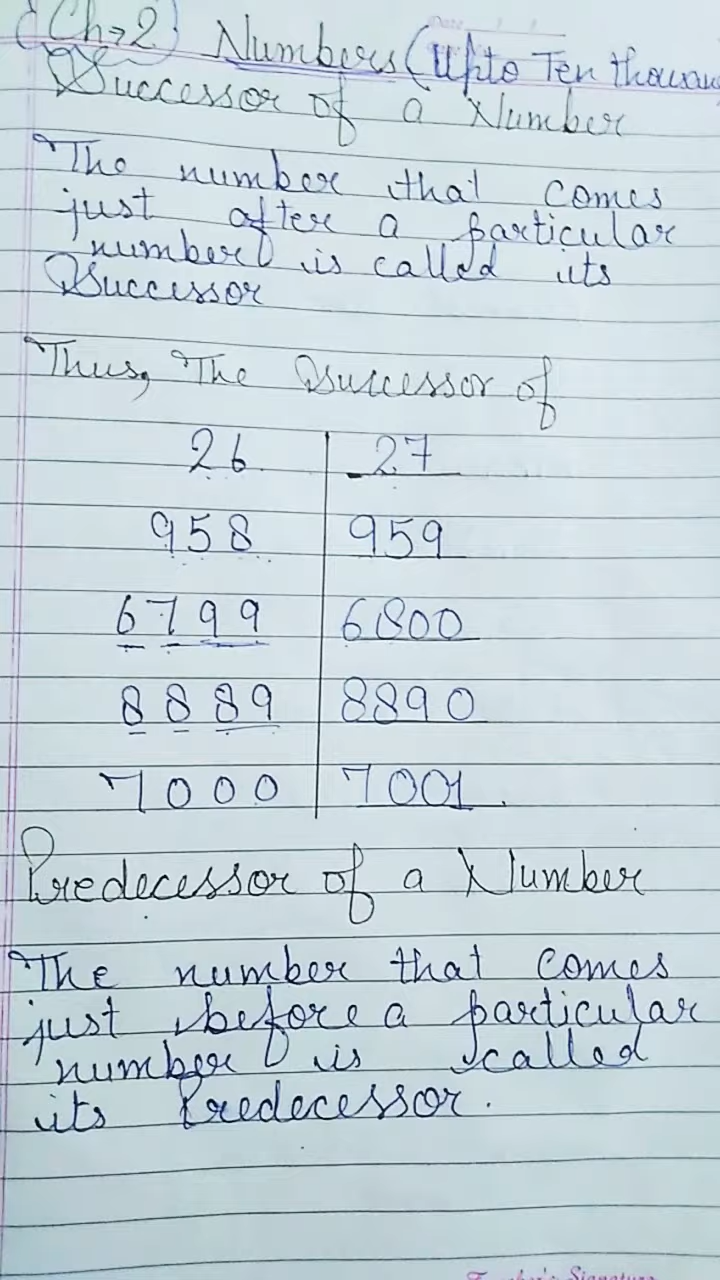 Ch→2) Numbers (Upto Ten thousan
Successor of a Number
The number that comes
just after a particular
number is called its
Successor
Thus, The Successor of
26 27
958 959
6799 6800
8889 8890
7000 7001.
Predecessor of a Number
The number that comes
just before a particular
number is called
its Predecessor.